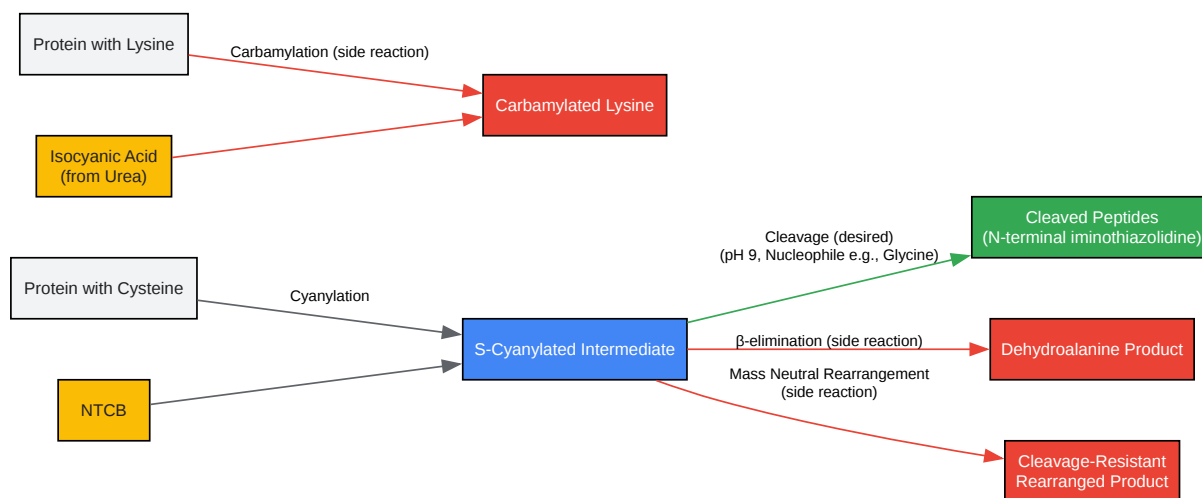 Protein with Lysine
Carbamylation (side reaction)
Carbamylated Lysine
Isocyanic Acid
(from Urea)
Cleaved Peptides
(N-terminal iminothiazolidine)
Cleavage (desired)
(pH 9, Nucleophile e.g., Glycine)
Protein with Cysteine
Cyanylation
S-Cyanylated Intermediate
β-elimination (side reaction)
Dehydroalanine Product
Mass Neutral Rearrangement
(side reaction)
NTCB
Cleavage-Resistant
Rearranged Product